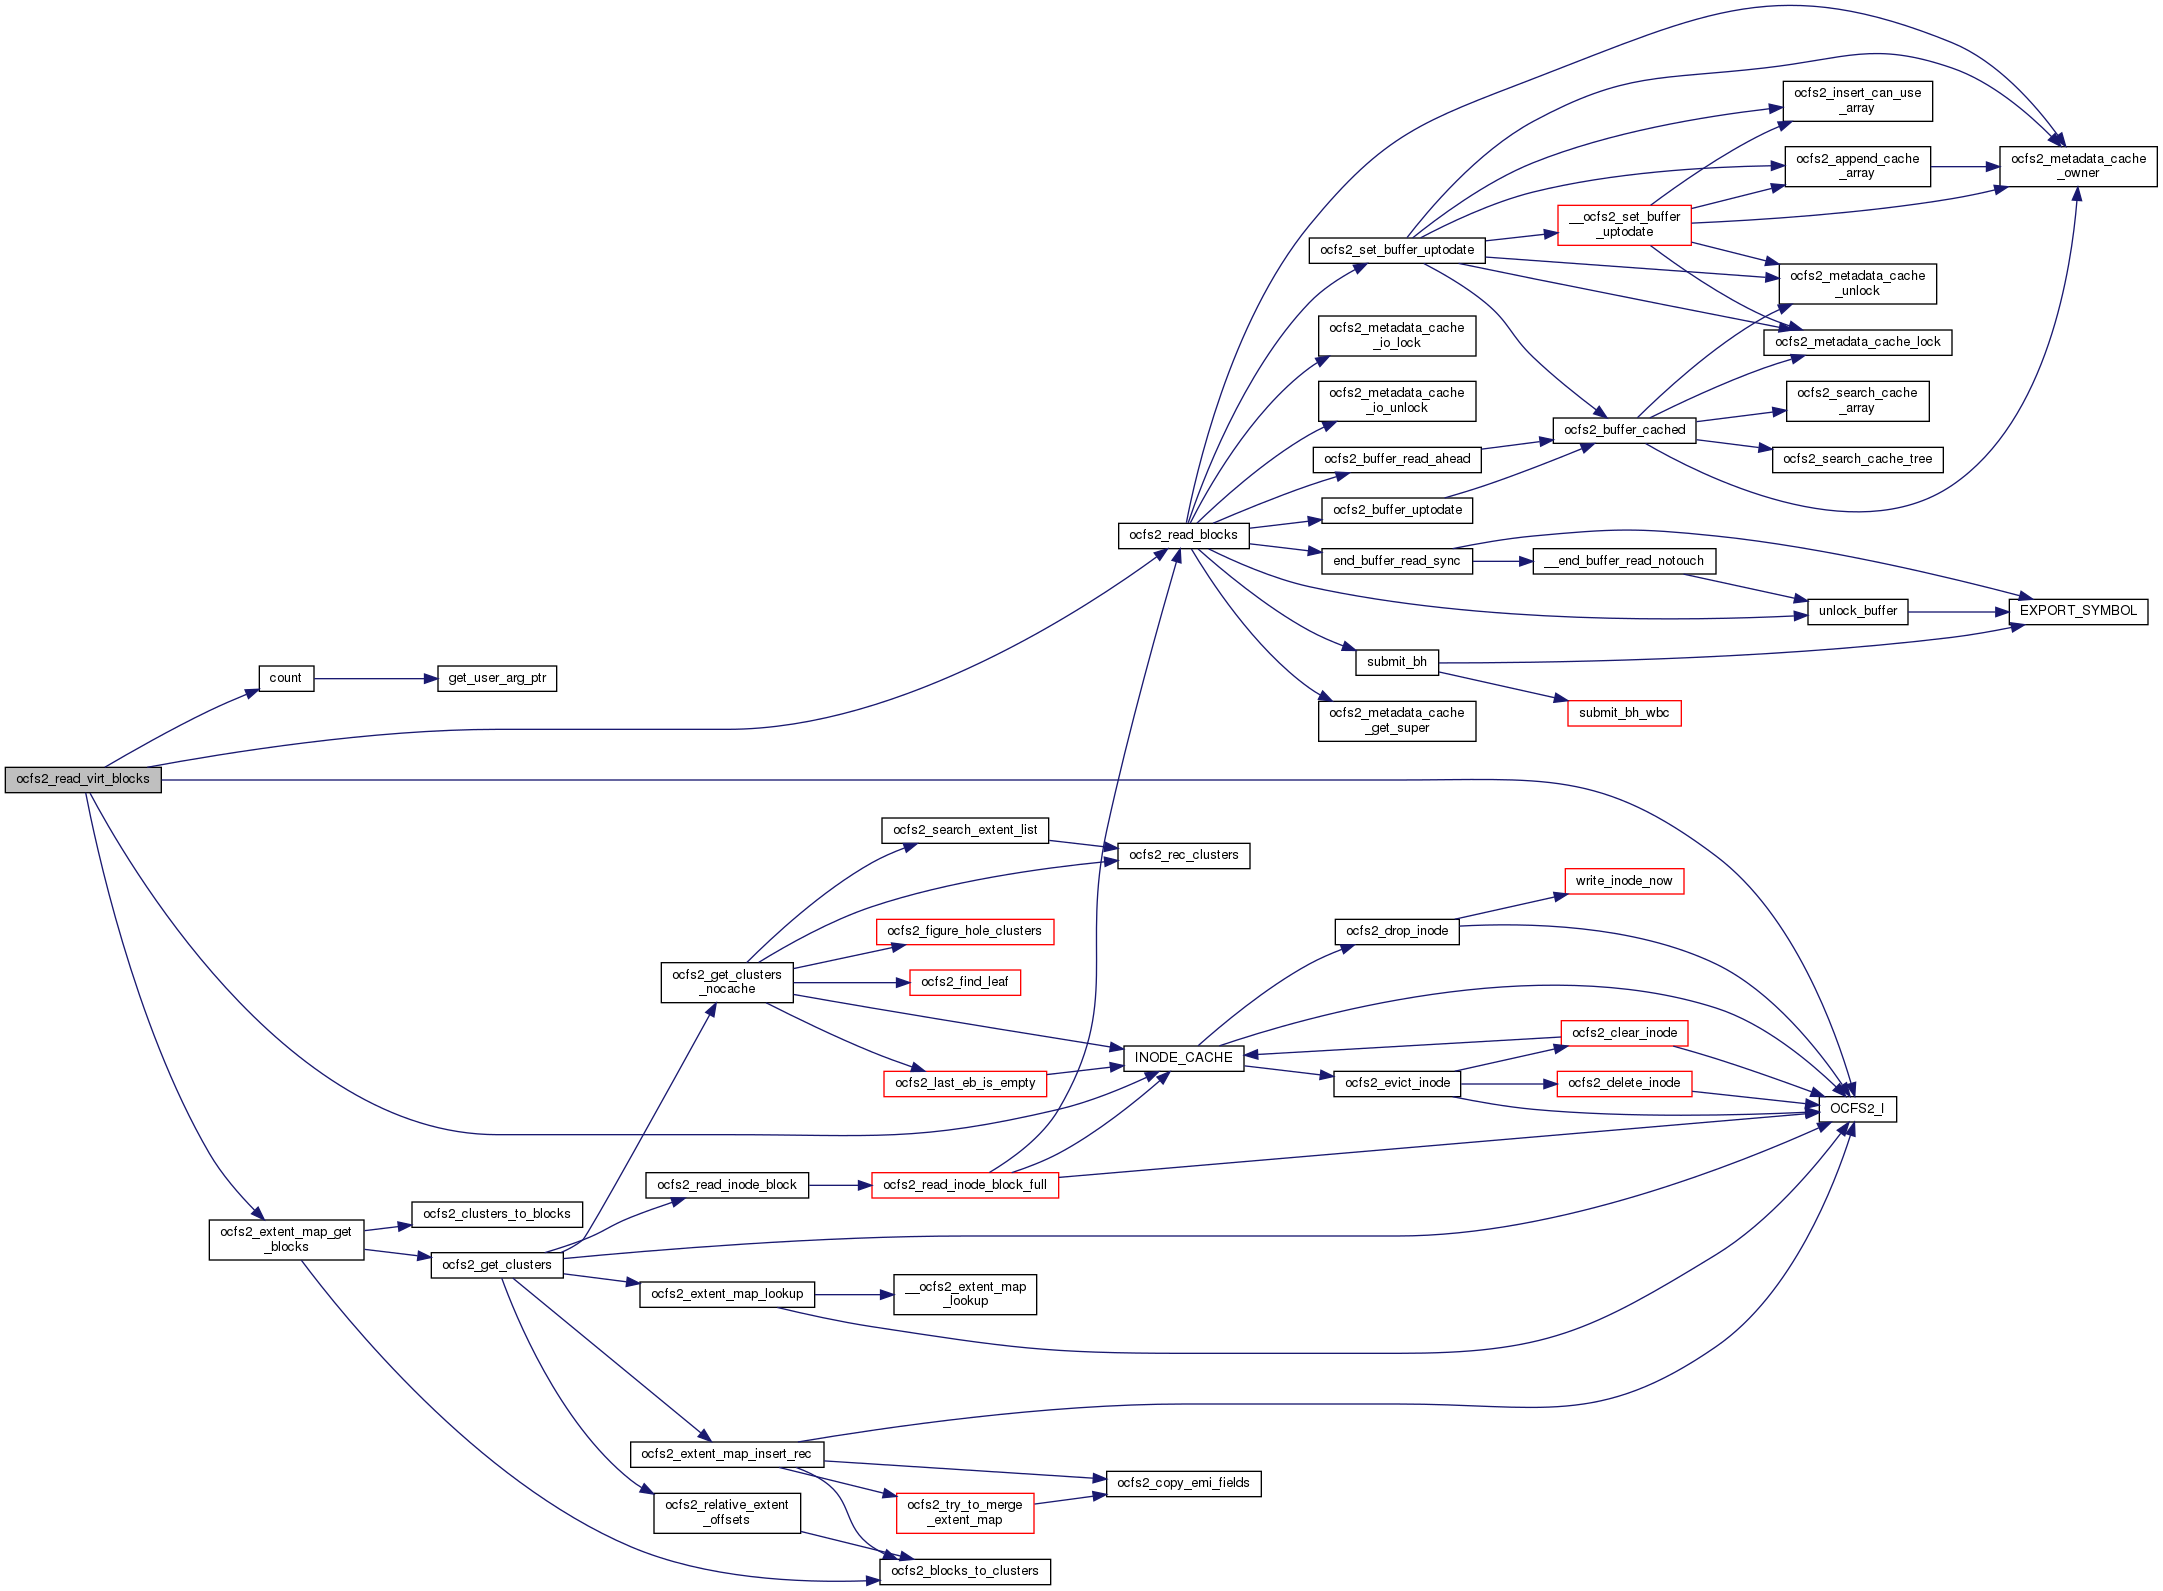 ocfs2_read_virt_blocks
count
get_user_arg_ptr
ocfs2_extent_map_get
_blocks
ocfs2_clusters_to_blocks
ocfs2_get_clusters
ocfs2_get_clusters
_nocache
ocfs2_read_inode_block
ocfs2_extent_map_lookup
ocfs2_extent_map_insert_rec
ocfs2_relative_extent
_offsets
ocfs2_search_extent_list
ocfs2_figure_hole_clusters
ocfs2_find_leaf
ocfs2_last_eb_is_empty
ocfs2_read_inode_block_full
__ocfs2_extent_map
_lookup
ocfs2_try_to_merge
_extent_map
ocfs2_blocks_to_clusters
ocfs2_read_blocks
ocfs2_rec_clusters
INODE_CACHE
ocfs2_copy_emi_fields
ocfs2_set_buffer_uptodate
ocfs2_metadata_cache
_io_lock
ocfs2_metadata_cache
_io_unlock
ocfs2_buffer_read_ahead
ocfs2_buffer_uptodate
end_buffer_read_sync
submit_bh
ocfs2_metadata_cache
_get_super
ocfs2_drop_inode
ocfs2_evict_inode
__ocfs2_set_buffer
_uptodate
ocfs2_buffer_cached
__end_buffer_read_notouch
submit_bh_wbc
write_inode_now
ocfs2_clear_inode
ocfs2_delete_inode
ocfs2_insert_can_use
_array
ocfs2_append_cache
_array
ocfs2_metadata_cache
_unlock
ocfs2_metadata_cache_lock
ocfs2_search_cache
_array
ocfs2_search_cache_tree
unlock_buffer
OCFS2_I
ocfs2_metadata_cache
_owner
EXPORT_SYMBOL